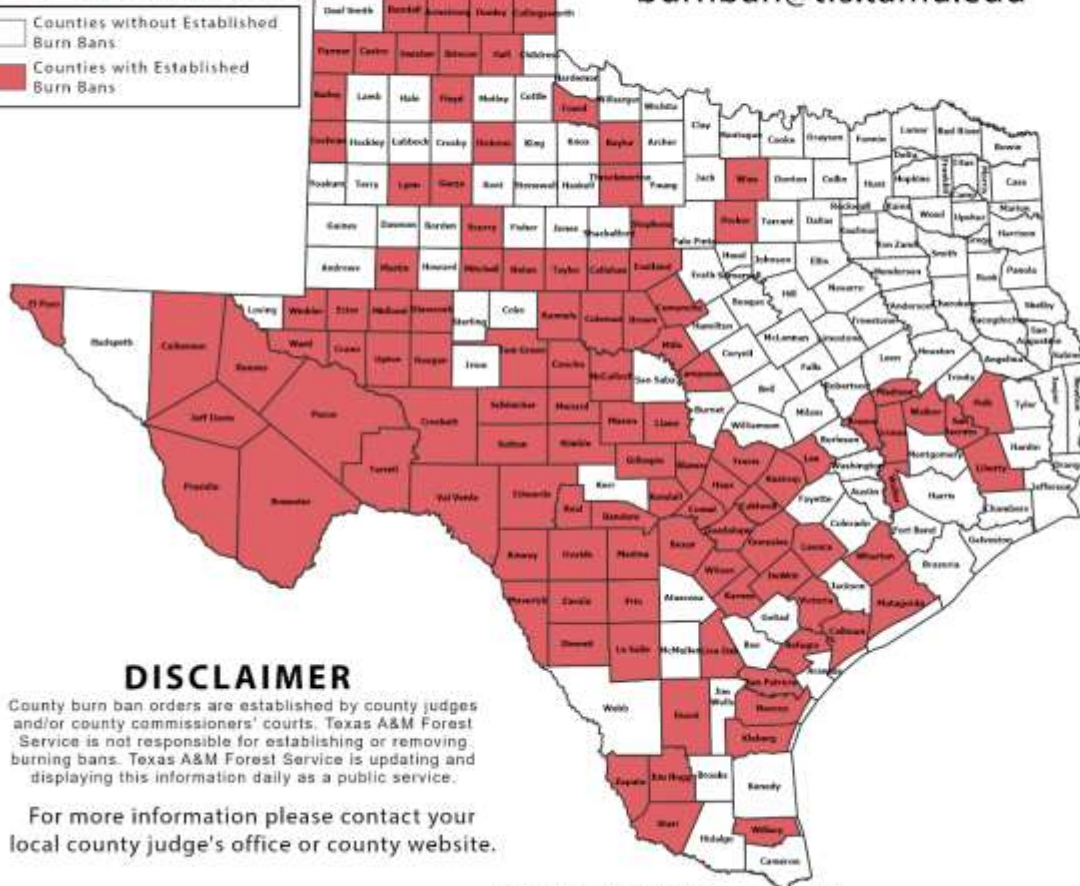 burnban@tfs.tamu.edu
Counties without Established
Burn Bans
Counties with Established
Burn Bans
Deaf Smith Randall Armstrong Donley Collingsworth
Parmer Castro Swisher Briscoe Hall Childress
Hardeman
Bailey Lamb Hale Floyd Motley Cottle Foard Wilbarger Wichita
Clay Montague Cooke Grayson Fannin Lamar Red River Bowie
Cochran Hockley Lubbock Crosby Dickens King Knox Baylor Archer
Delta Titus Franklin Morris Camp Cass
Yoakum Terry Lynn Garza Kent Stonewall Haskell Throckmorton Young Jack Wise Denton Collin Hunt Hopkins
Rockwall Rains Wood Upshur Marion Harrison
Gaines Dawson Borden Scurry Fisher Jones Shackelford Stephens Palo Pinto Parker Tarrant Dallas Kaufman Van Zandt Smith Gregg
Andrews Martin Howard Mitchell Nolan Taylor Callahan Eastland Erath Hood Somervell Johnson Ellis Henderson Rusk Panola
El Paso Hudspeth Culberson Reeves Loving Winkler Ector Midland Glasscock Sterling Coke Runnels Coleman Brown Comanche Hamilton Bosque Hill Navarro Freestone Anderson Cherokee Nacogdoches Shelby San Augustine Sabine
Ward Crane Upton Reagan Irion Tom Green Concho McCulloch San Saba Mills Lampasas Coryell McLennan Limestone Falls Leon Houston Angelina Trinity
Jeff Davis Pecos Crockett Schleicher Menard Mason Llano Burnet Bell Milam Robertson Madison Walker Polk Tyler Jasper Newton
Presidio Brewster Terrell Sutton Kimble Gillespie Blanco Williamson Travis Lee Burleson Brazos Grimes San Jacinto Hardin Orange
Val Verde Edwards Kerr Kendall Hays Bastrop Washington Montgomery Liberty Jefferson
Real Bandera Comal Caldwell Fayette Austin Waller Harris Chambers
Kinney Uvalde Medina Bexar Guadalupe Gonzales Lavaca Colorado Fort Bend Galveston
Wilson DeWitt Wharton Brazoria
Maverick Zavala Frio Atascosa Karnes Victoria Jackson Matagorda
Goliad Calhoun
Dimmit La Salle McMullen Live Oak Bee Refugio Aransas
Webb Duval Jim Wells San Patricio Nueces
Kleberg
Zapata Jim Hogg Brooks Kenedy
Starr Hidalgo Willacy Cameron
DISCLAIMER
County burn ban orders are established by county judges
and/or county commissioners' courts. Texas A&M Forest
Service is not responsible for establishing or removing
burning bans. Texas A&M Forest Service is updating and
displaying this information daily as a public service.
For more information please contact your
local county judge's office or county website.